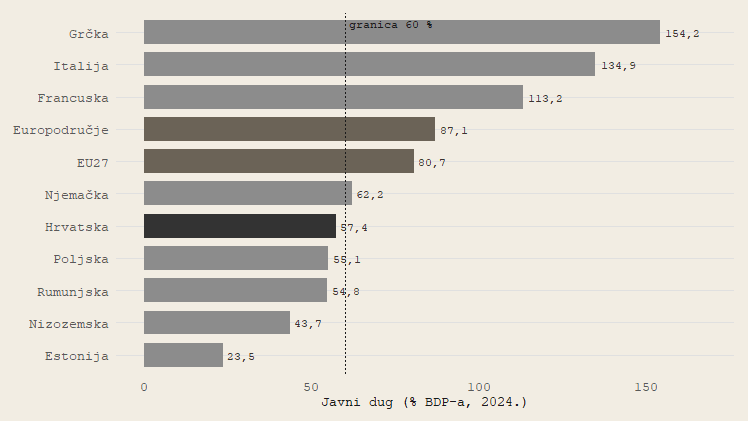 granica 60 %
Grčka 154,2
Italija 134,9
Francuska 113,2
Europodručje 87,1
EU27 80,7
Njemačka 62,2
Hrvatska 57,4
Poljska 55,1
Rumunjska 54,8
Nizozemska 43,7
Estonija 23,5
0 50 100 150
Javni dug (% BDP-a, 2024.)